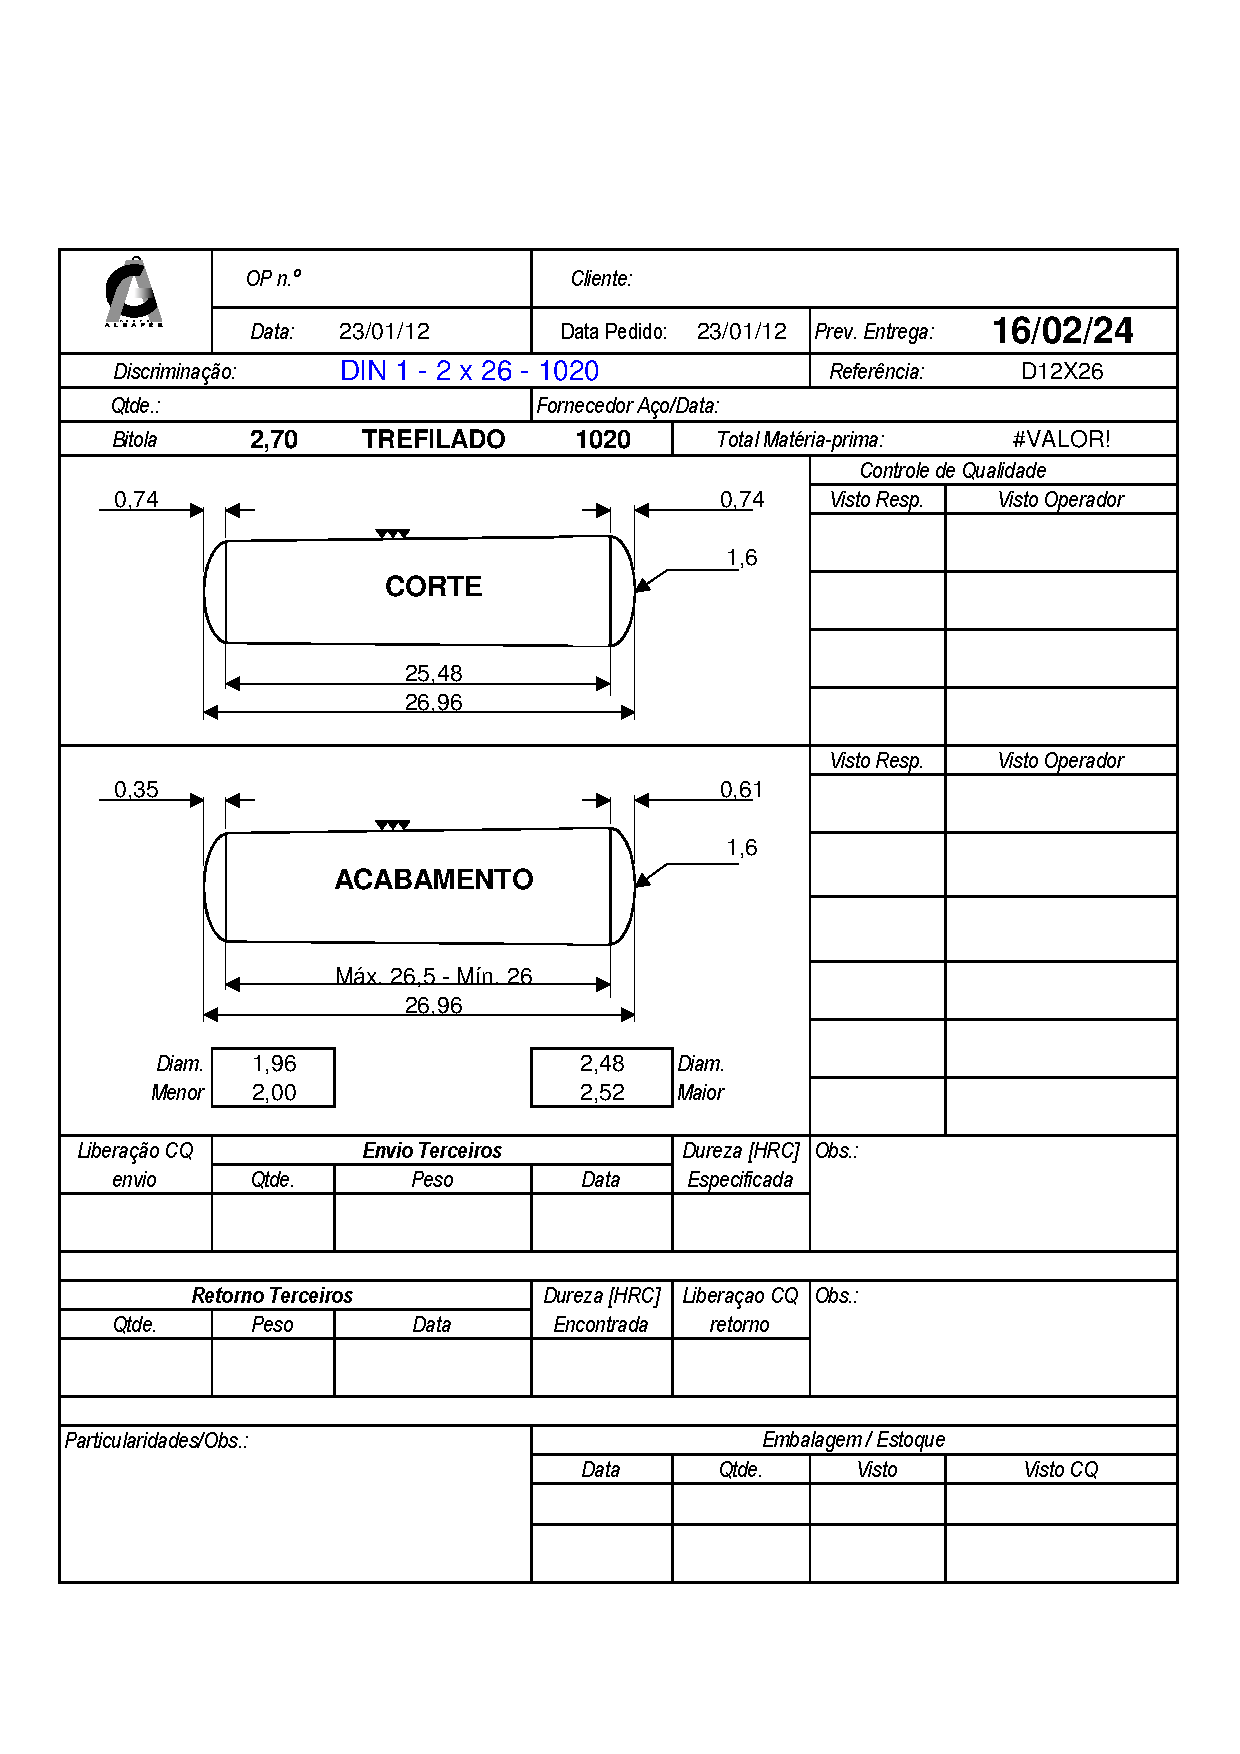 ALBAFER
OP n.º
Cliente:
Data: 23/01/12 Data Pedido: 23/01/12 Prev. Entrega: 16/02/24
Discriminação: DIN 1 - 2 x 26 - 1020 Referência: D12X26
Qtde.: Fornecedor Aço/Data:
Bitola 2,70 TREFILADO 1020 Total Matéria-prima: #VALOR!
Controle de Qualidade
0,74 0,74 Visto Resp. Visto Operador
1,6
CORTE
25,48
26,96
Visto Resp. Visto Operador
0,35 0,61
1,6
ACABAMENTO
Máx. 26,5 - Mín. 26
26,96
Diam. 1,96 2,48 Diam.
Menor 2,00 2,52 Maior
Liberação CQ Envio Terceiros Dureza [HRC] Obs.:
envio Qtde. Peso Data Especificada
Retorno Terceiros Dureza [HRC] Liberaçao CQ Obs.:
Qtde. Peso Data Encontrada retorno
Particularidades/Obs.: Embalagem / Estoque
Data Qtde. Visto Visto CQ